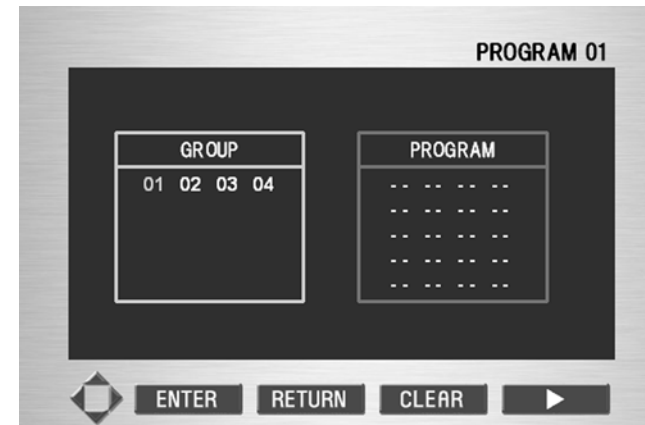 PROGRAM 01
GROUP
01 02 03 04
PROGRAM
-- -- -- --
-- -- -- --
-- -- -- --
-- -- -- --
-- -- -- --
ENTER RETURN CLEAR